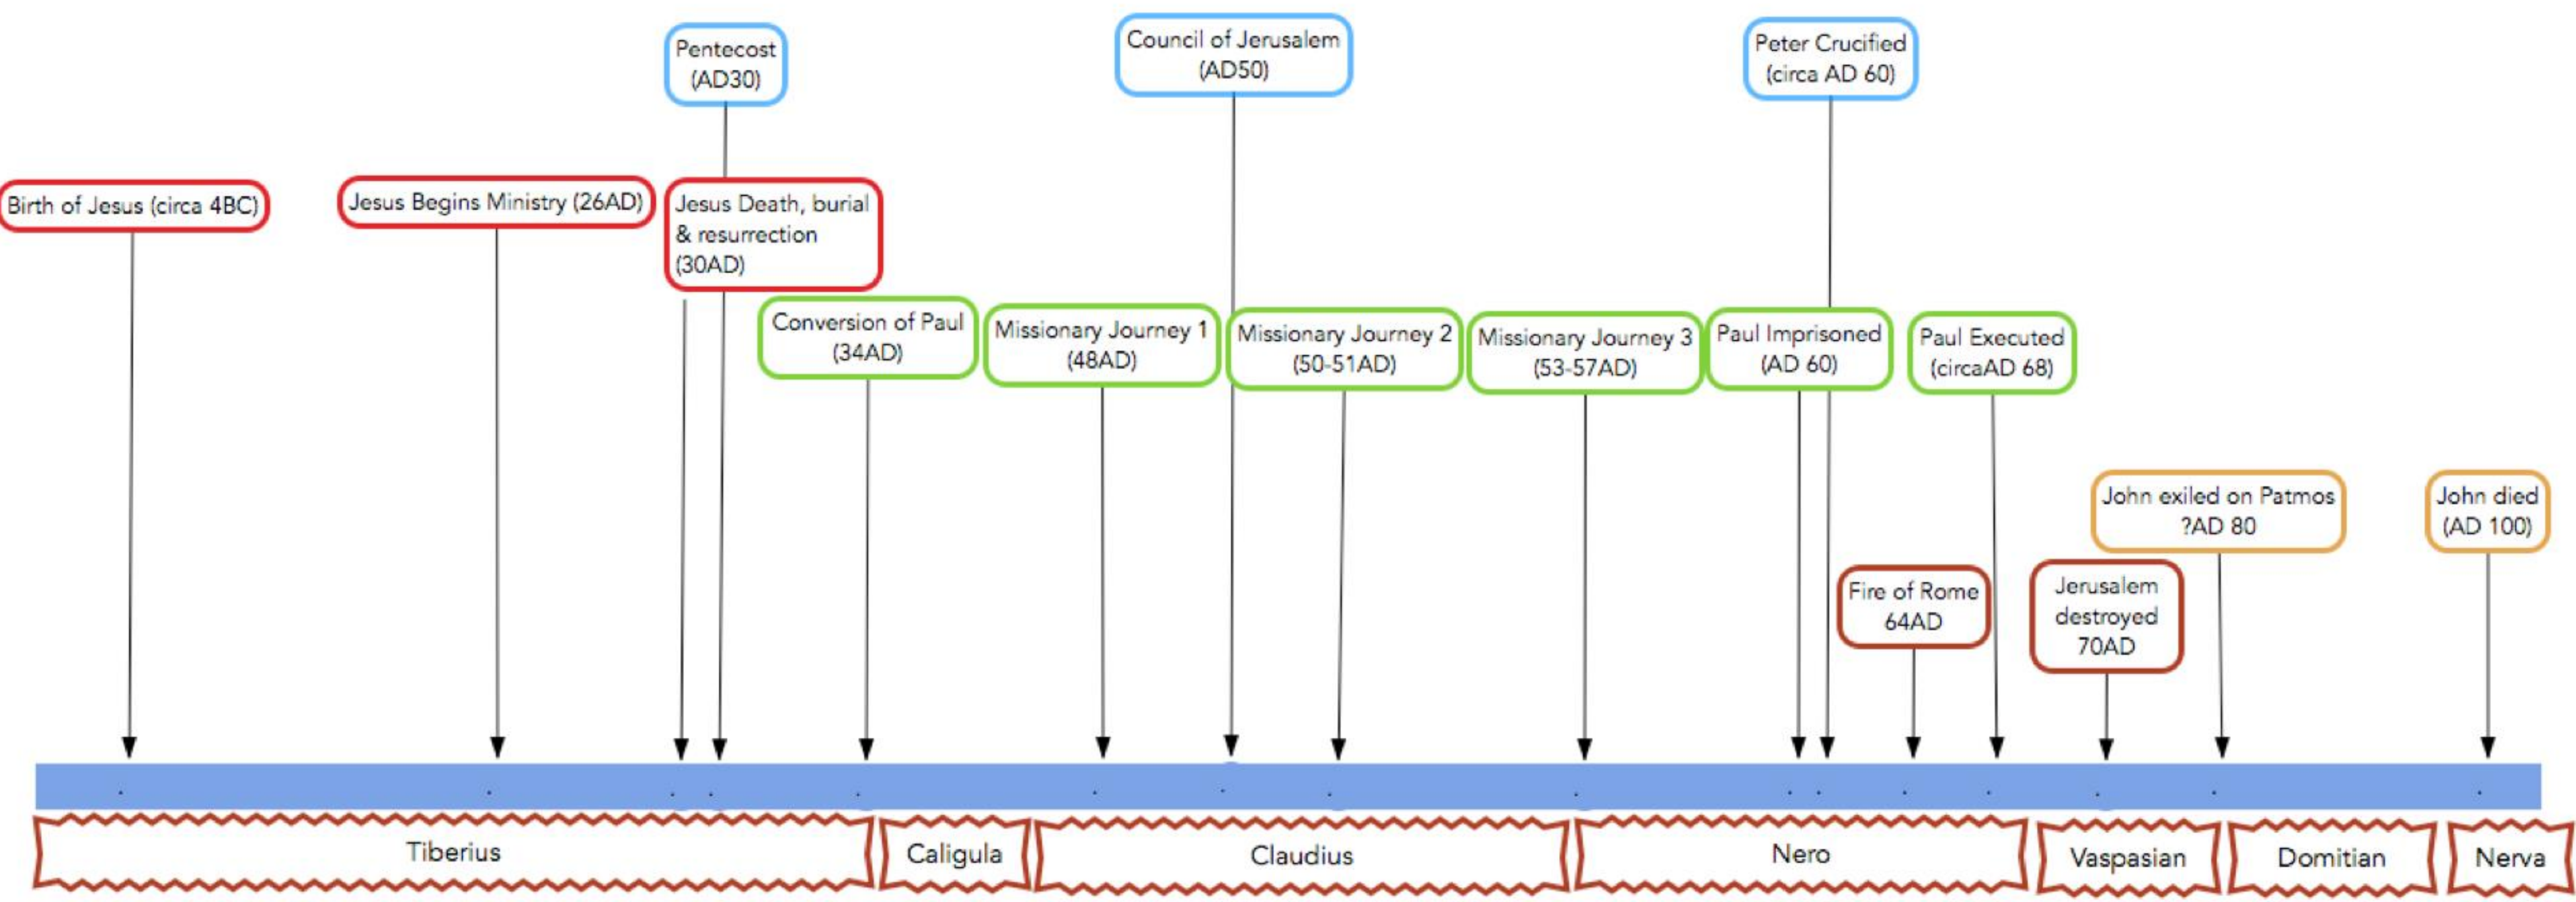 Pentecost
(AD30)
Council of Jerusalem
(AD50)
Peter Crucified
(circa AD 60)
Birth of Jesus (circa 4BC)
Jesus Begins Ministry (26AD)
Jesus Death, burial
& resurrection
(30AD)
Conversion of Paul
(34AD)
Missionary Journey 1
(48AD)
Missionary Journey 2
(50-51AD)
Missionary Journey 3
(53-57AD)
Paul Imprisoned
(AD 60)
Paul Executed
(circaAD 68)
John exiled on Patmos
?AD 80
John died
(AD 100)
Fire of Rome
64AD
Jerusalem
destroyed
70AD
Tiberius
Caligula
Claudius
Nero
Vaspasian
Domitian
Nerva